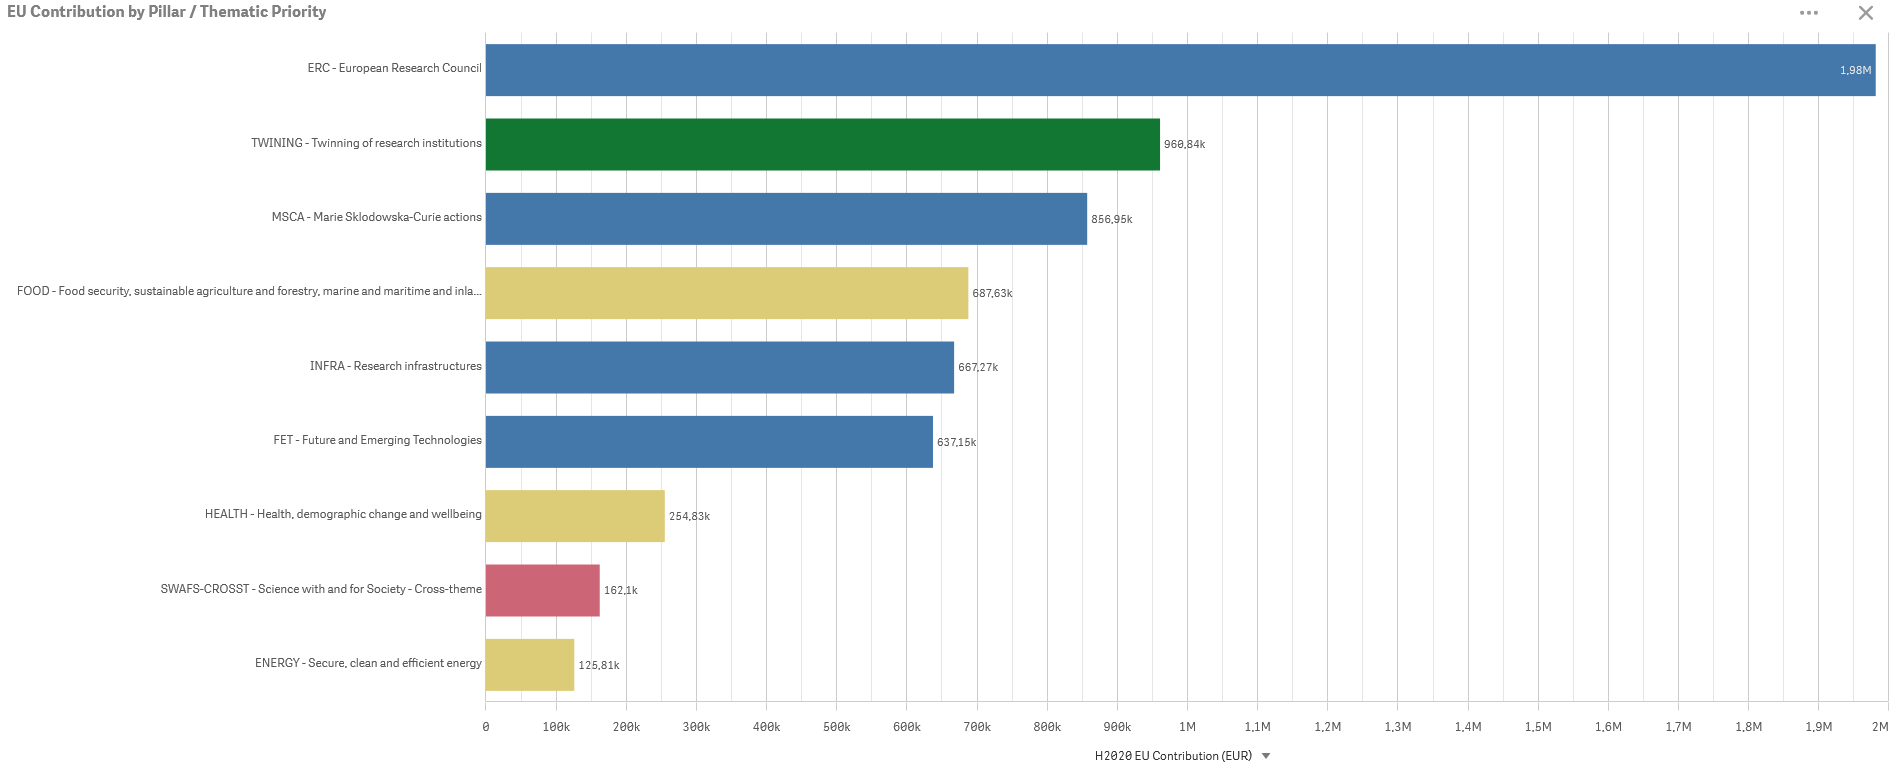 EU Contribution by Pillar / Thematic Priority
ERC - European Research Council
1,98M
TWINING - Twinning of research institutions
960,84k
MSCA - Marie Sklodowska-Curie actions
856,95k
FOOD - Food security, sustainable agriculture and forestry, marine and maritime and inla...
687,63k
INFRA - Research infrastructures
667,27k
FET - Future and Emerging Technologies
637,15k
HEALTH - Health, demographic change and wellbeing
254,83k
SWAFS-CROSST - Science with and for Society - Cross-theme
162,1k
ENERGY - Secure, clean and efficient energy
125,81k
0 100k 200k 300k 400k 500k 600k 700k 800k 900k 1M 1,1M 1,2M 1,3M 1,4M 1,5M 1,6M 1,7M 1,8M 1,9M 2M
H2020 EU Contribution (EUR)